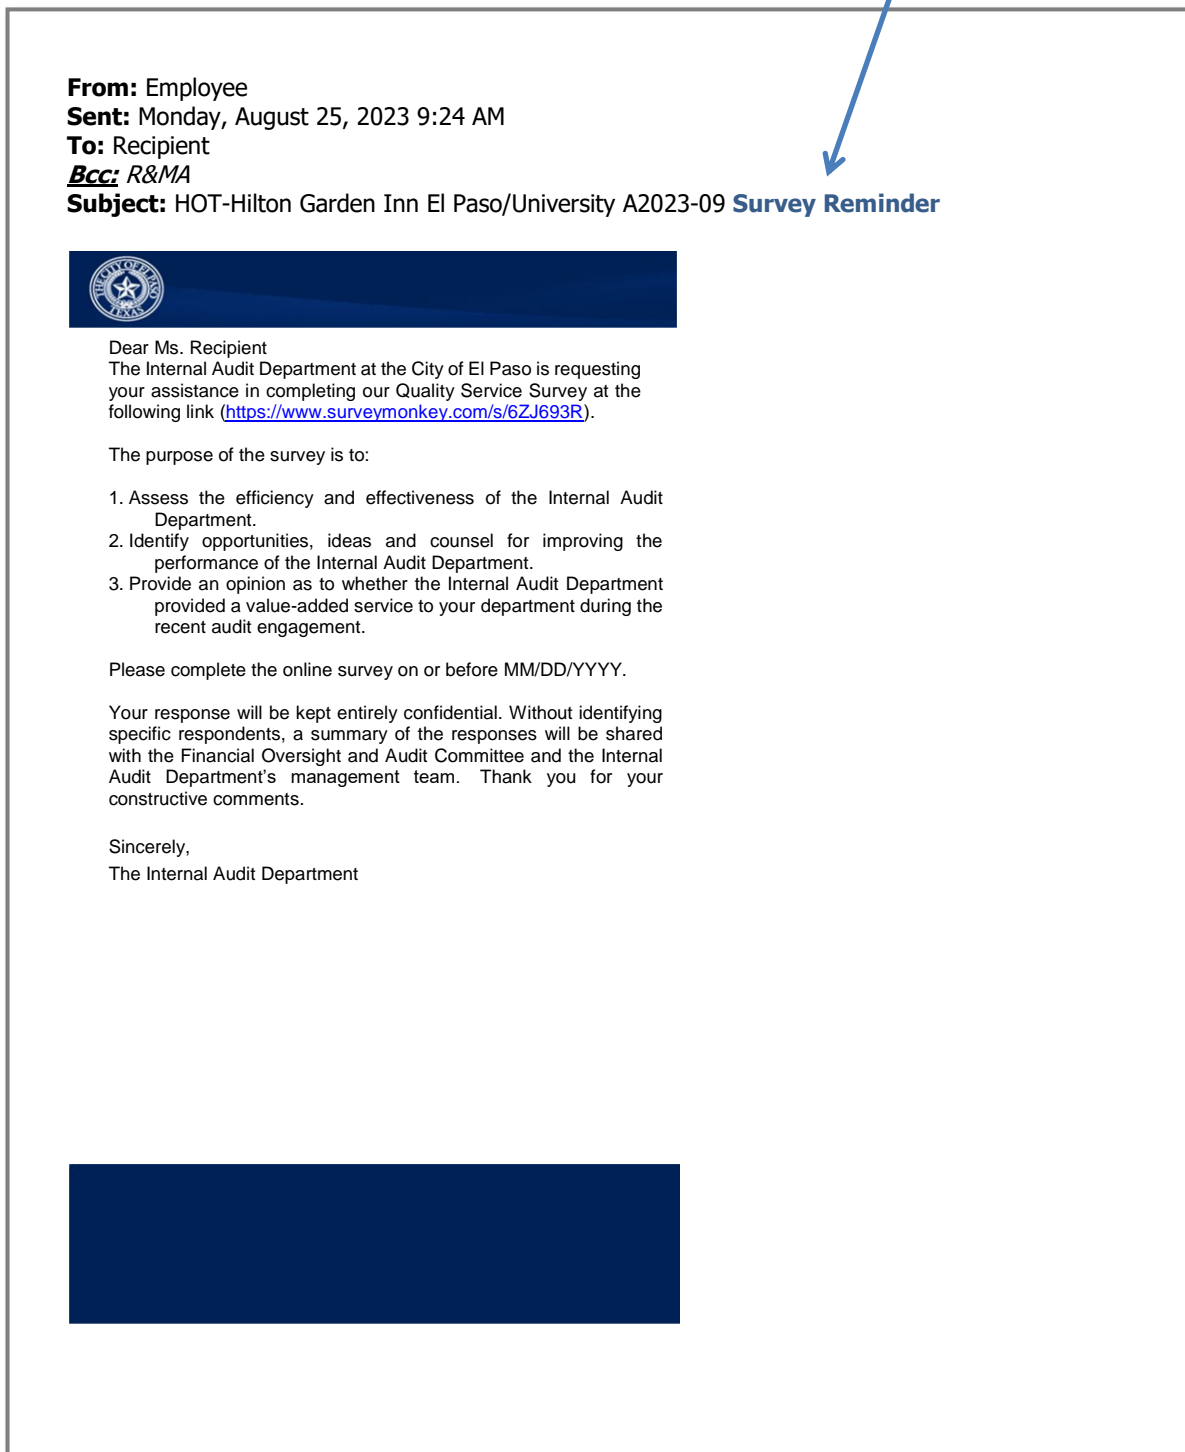 From: Employee
Sent: Monday, August 25, 2023 9:24 AM
To: Recipient
Bcc: R&MA
Subject: HOT-Hilton Garden Inn El Paso/University A2023-09 Survey Reminder
THE CITY OF EL PASO
TEXAS
Dear Ms. Recipient
The Internal Audit Department at the City of El Paso is requesting
your assistance in completing our Quality Service Survey at the
following link (https://www.surveymonkey.com/s/6ZJ693R).
The purpose of the survey is to:
1. Assess the efficiency and effectiveness of the Internal Audit
Department.
2. Identify opportunities, ideas and counsel for improving the
performance of the Internal Audit Department.
3. Provide an opinion as to whether the Internal Audit Department
provided a value-added service to your department during the
recent audit engagement.
Please complete the online survey on or before MM/DD/YYYY.
Your response will be kept entirely confidential. Without identifying
specific respondents, a summary of the responses will be shared
with the Financial Oversight and Audit Committee and the Internal
Audit Department's management team. Thank you for your
constructive comments.
Sincerely,
The Internal Audit Department